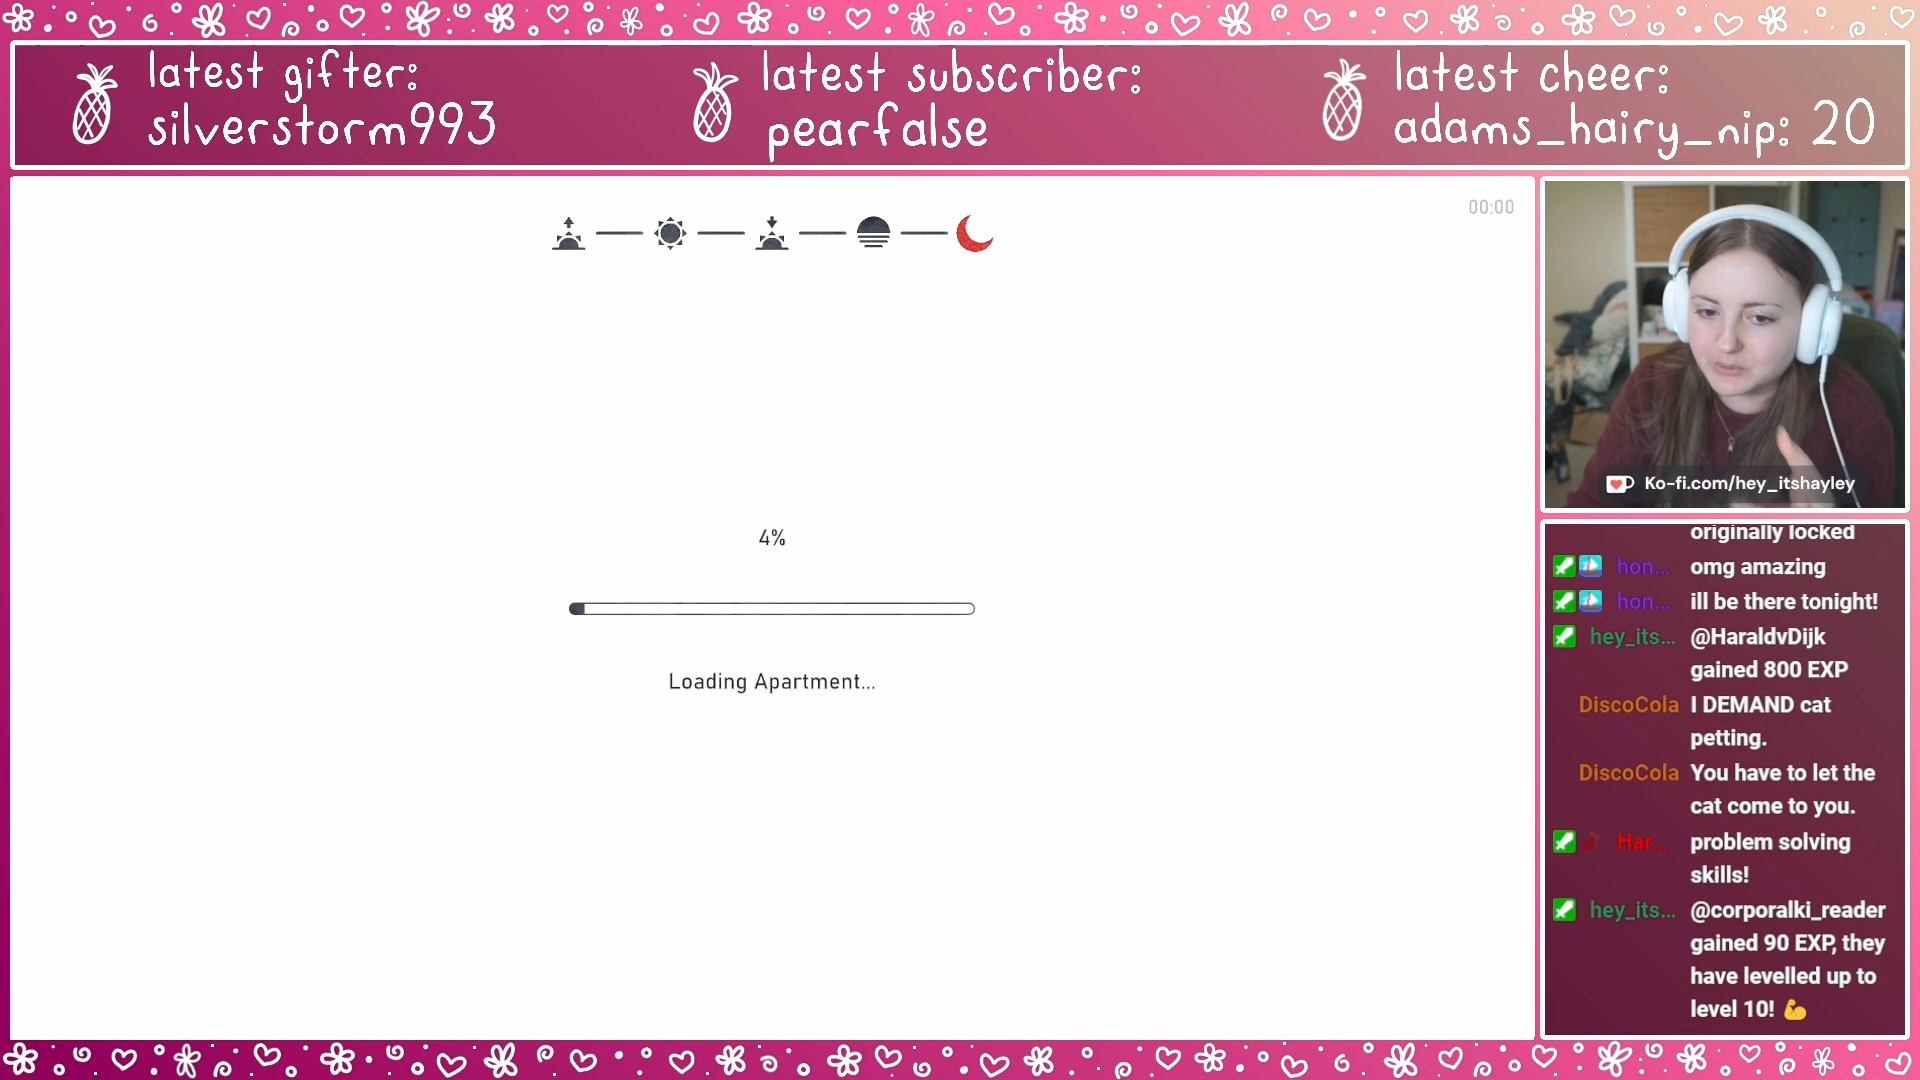 latest gifter:
silverstorm993
latest subscriber:
pearfalse
latest cheer:
adams_hairy_nip: 20
00:00
4%
Loading Apartment...
Ko-fi.com/hey_itshayley
originally locked
hon... omg amazing
hon... ill be there tonight!
hey_its... @HaraldvDijk
gained 800 EXP
DiscoCola I DEMAND cat
petting.
DiscoCola You have to let the
cat come to you.
Har... problem solving
skills!
hey_its... @corporalki_reader
gained 90 EXP, they
have levelled up to
level 10! 💪